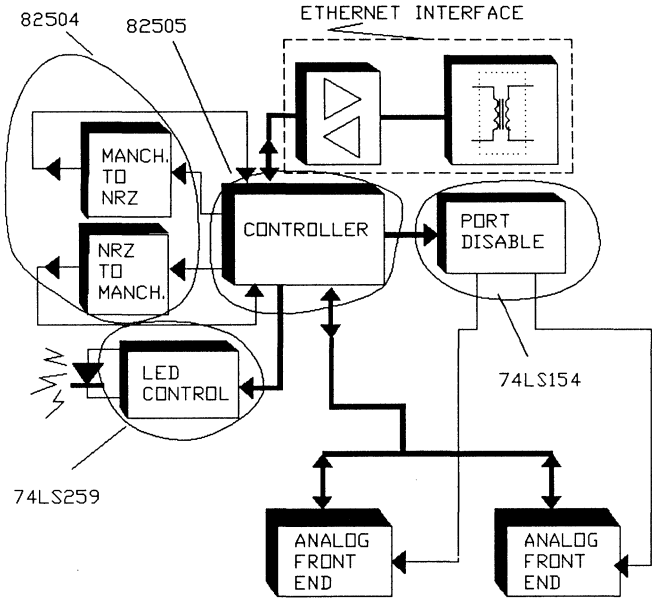 ETHERNET INTERFACE
82504
82505
MANCH.
TO
NRZ
CONTROLLER
PORT
DISABLE
NRZ
TO
MANCH.
LED
CONTROL
74LS154
74LS259
ANALOG
FRONT
END
ANALOG
FRONT
END